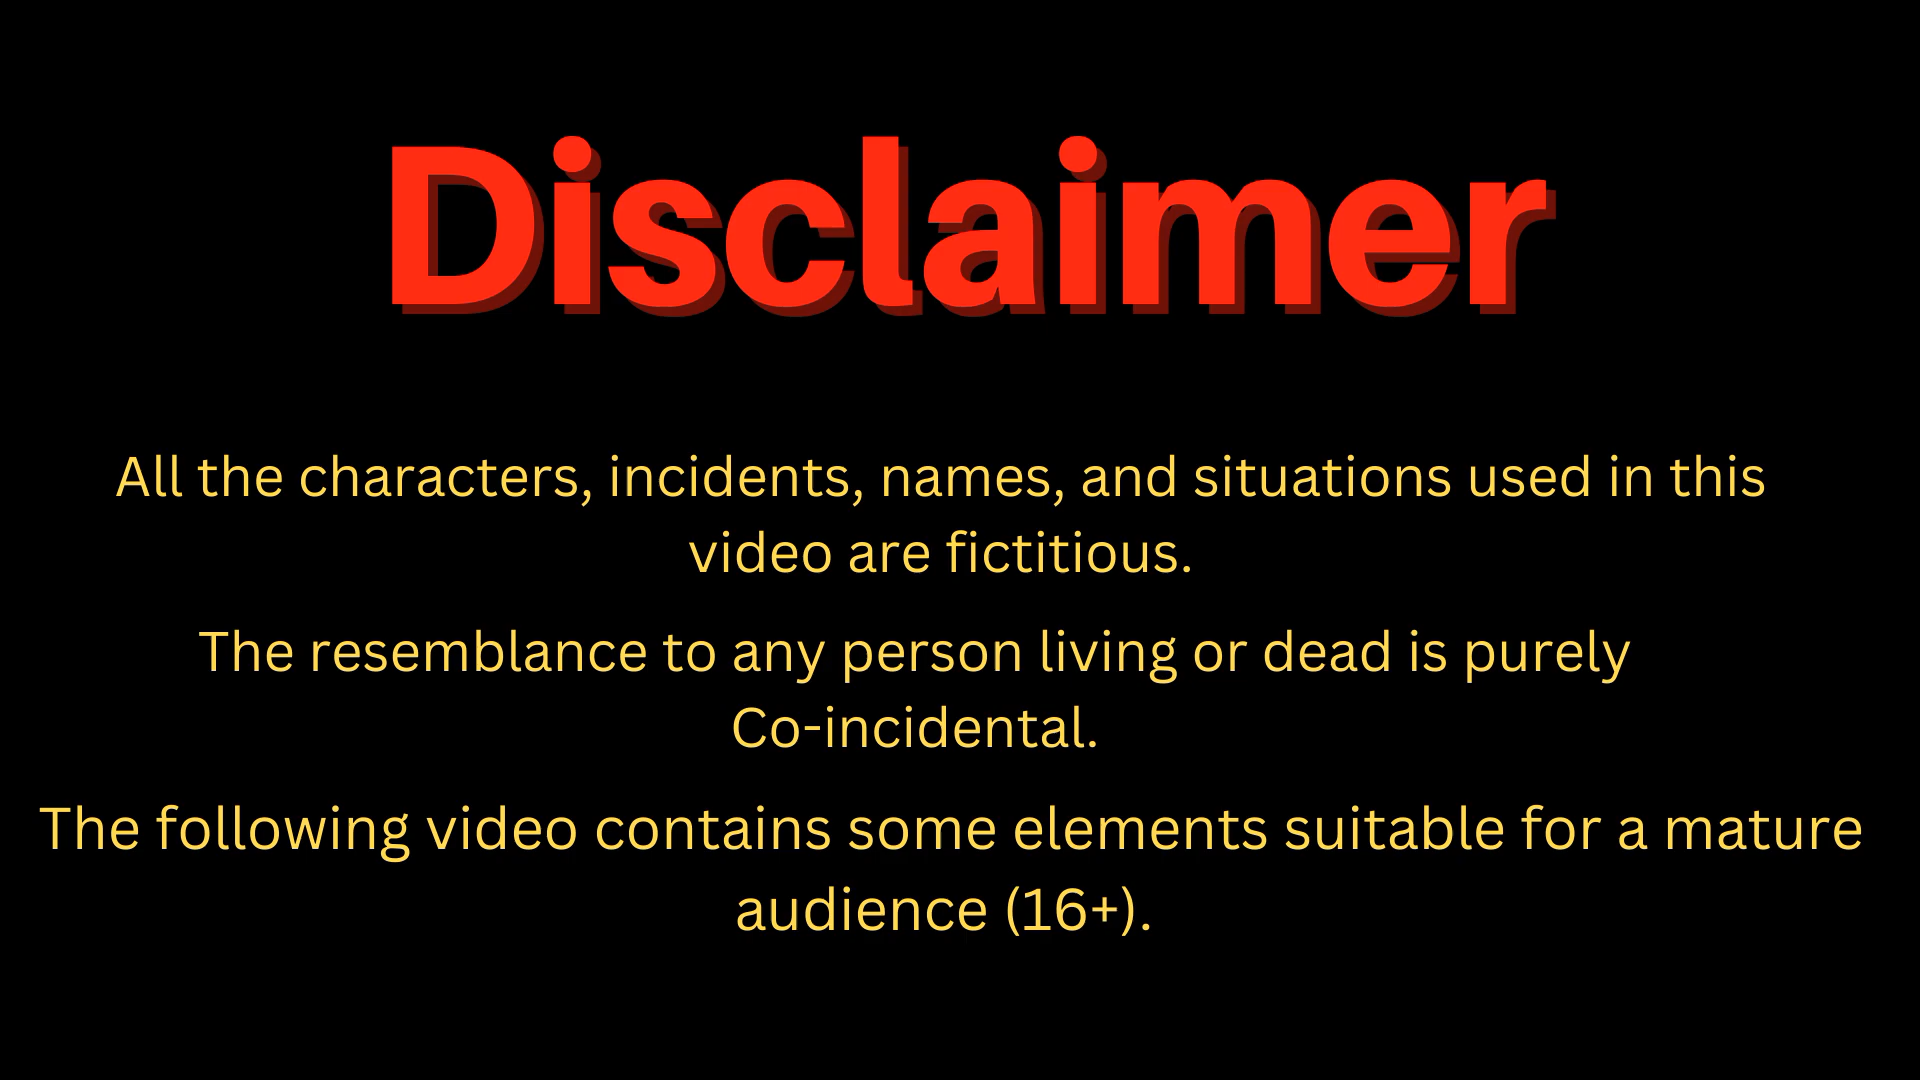 Disclaimer
All the characters, incidents, names, and situations used in this
video are fictitious.
The resemblance to any person living or dead is purely
Co-incidental.
The following video contains some elements suitable for a mature
audience (16+).